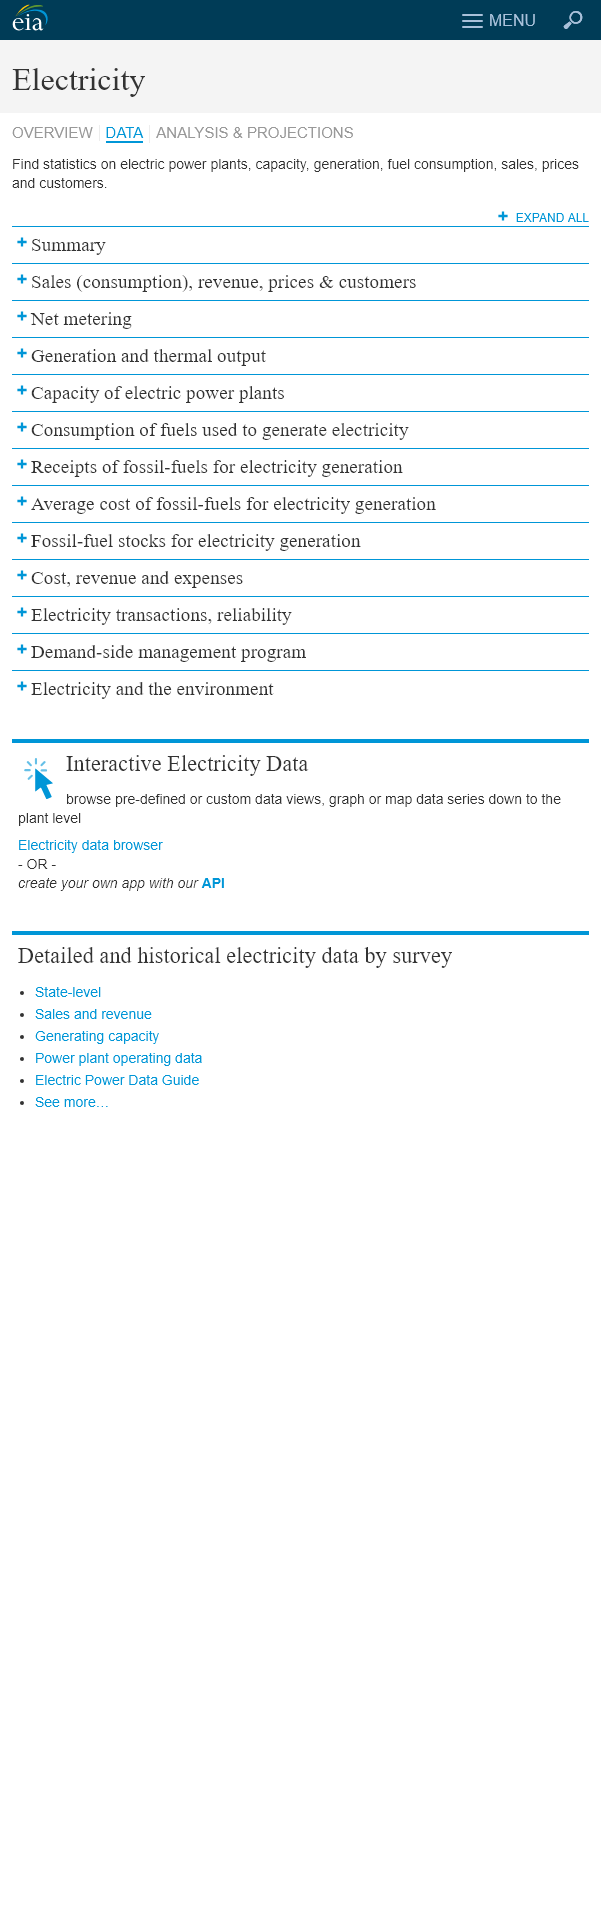 eia
MENU
Electricity
OVERVIEW
DATA
ANALYSIS & PROJECTIONS
Find statistics on electric power plants, capacity, generation, fuel consumption, sales, prices
and customers.
+ EXPAND ALL
+ Summary
+ Sales (consumption), revenue, prices & customers
+ Net metering
+ Generation and thermal output
+ Capacity of electric power plants
+ Consumption of fuels used to generate electricity
+ Receipts of fossil-fuels for electricity generation
+ Average cost of fossil-fuels for electricity generation
+ Fossil-fuel stocks for electricity generation
+ Cost, revenue and expenses
+ Electricity transactions, reliability
+ Demand-side management program
+ Electricity and the environment
Interactive Electricity Data
browse pre-defined or custom data views, graph or map data series down to the
plant level
Electricity data browser
- OR -
create your own app with our API
Detailed and historical electricity data by survey
• State-level
• Sales and revenue
• Generating capacity
• Power plant operating data
• Electric Power Data Guide
• See more…